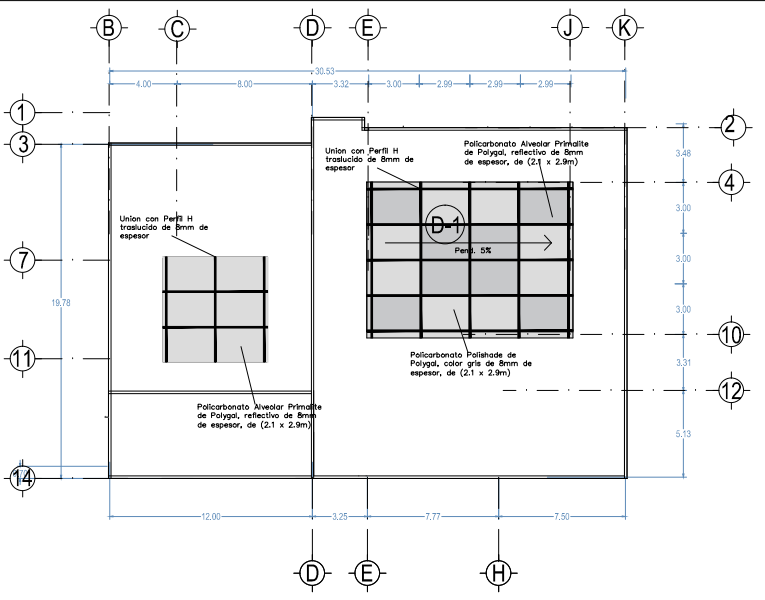 B
C
D
E
J
K
30.53
4.00
8.00
3.32
3.00
2.99
2.99
2.99
1
2
3
3.48
Union con Perfil H
traslucido de 8mm de
espesor
Policarbonato Alveolar Primalite
de Polygal, reflectivo de 8mm
de espesor, de (2.1 x 2.9m)
4
3.00
D-1
Pend. 5%
Union con Perfil H
traslucido de 8mm de
espesor
7
3.00
19.78
3.00
10
11
3.31
Policarbonato Polishade de
Polygal, color gris de 8mm de
espesor, de (2.1 x 2.9m)
12
Policarbonato Alveolar Primalite
de Polygal, reflectivo de 8mm
de espesor, de (2.1 x 2.9m)
5.13
14
12.00
3.25
7.77
7.50
D
E
H